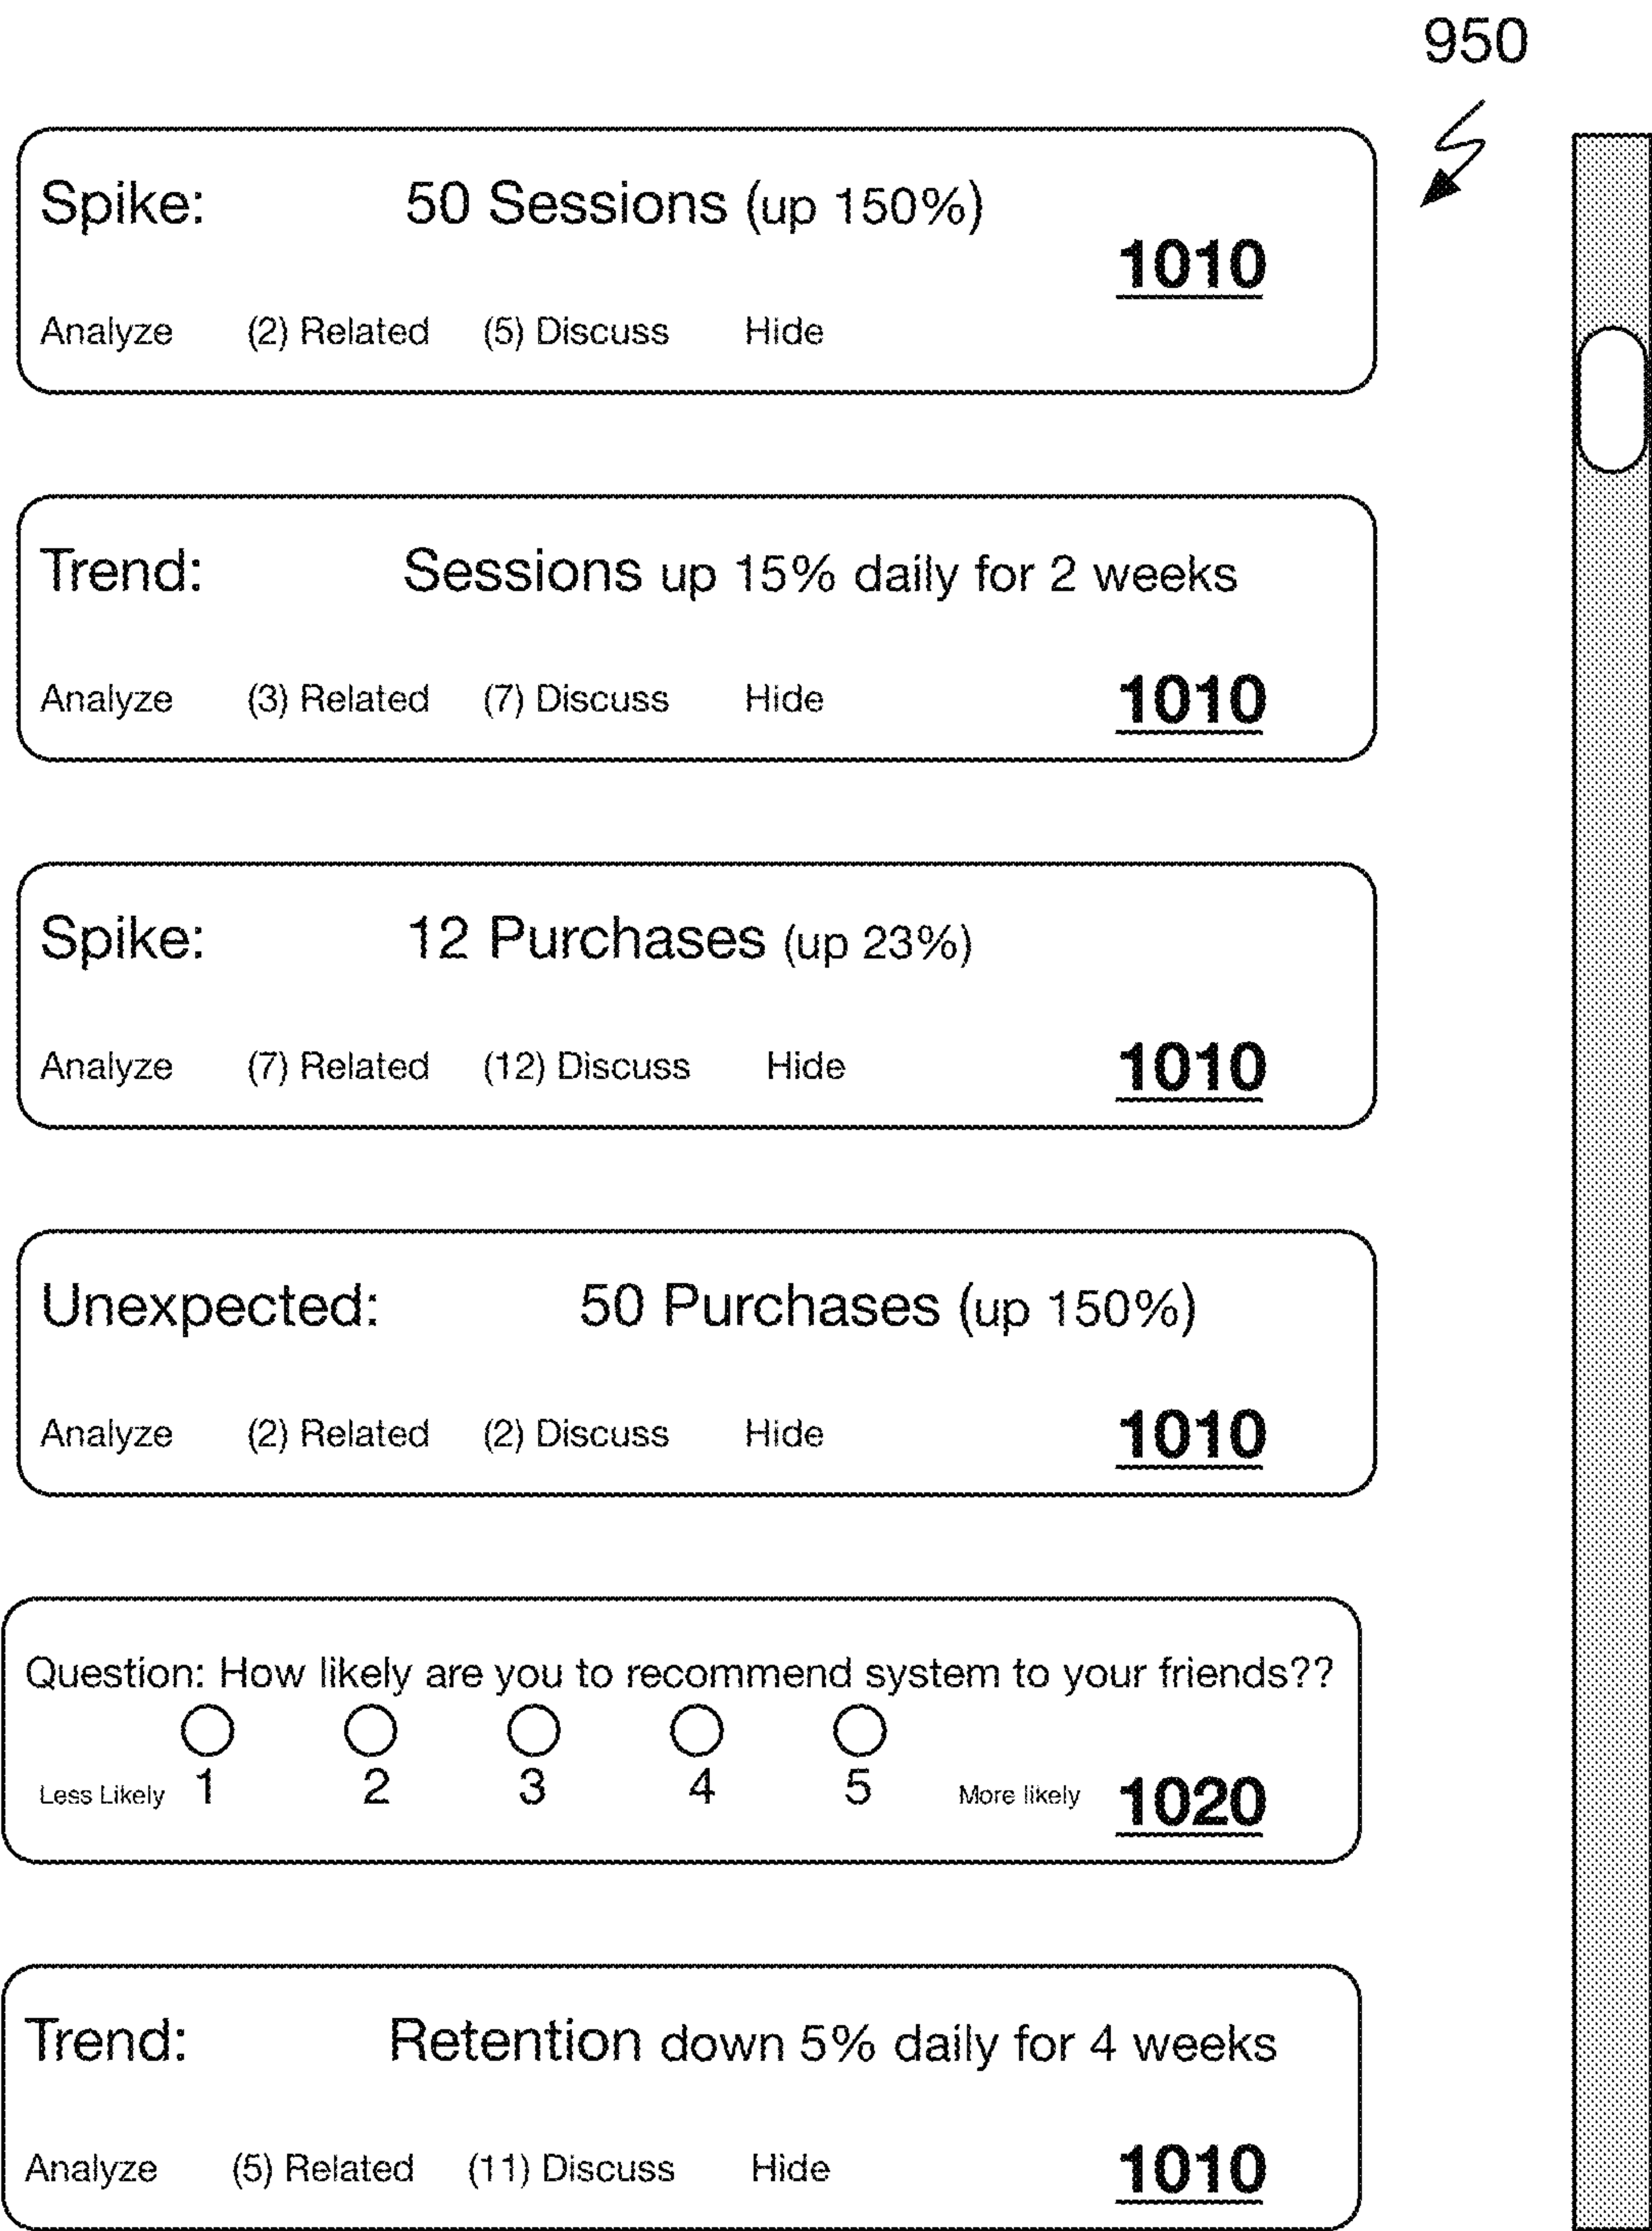 950
Spike: 50 Sessions (up 150%)
1010
Analyze (2) Related (5) Discuss Hide
Trend: Sessions up 15% daily for 2 weeks
Analyze (3) Related (7) Discuss Hide 1010
Spike: 12 Purchases (up 23%)
Analyze (7) Related (12) Discuss Hide 1010
Unexpected: 50 Purchases (up 150%)
Analyze (2) Related (2) Discuss Hide 1010
Question: How likely are you to recommend system to your friends??
Less Likely 1 2 3 4 5 More likely 1020
Trend: Retention down 5% daily for 4 weeks
Analyze (5) Related (11) Discuss Hide 1010